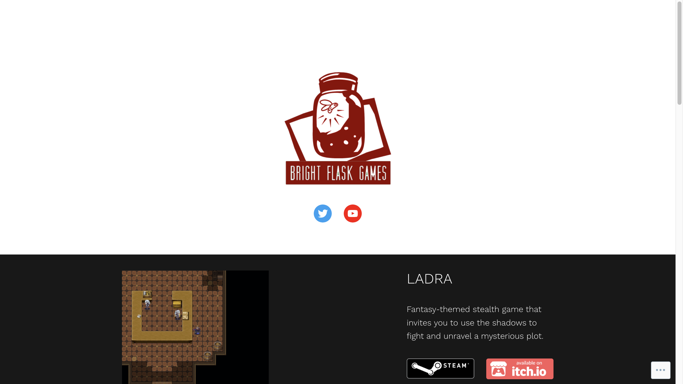 BRIGHT FLASK GAMES
LADRA
Fantasy-themed stealth game that
invites you to use the shadows to
fight and unravel a mysterious plot.
STEAM
available on
itch.io